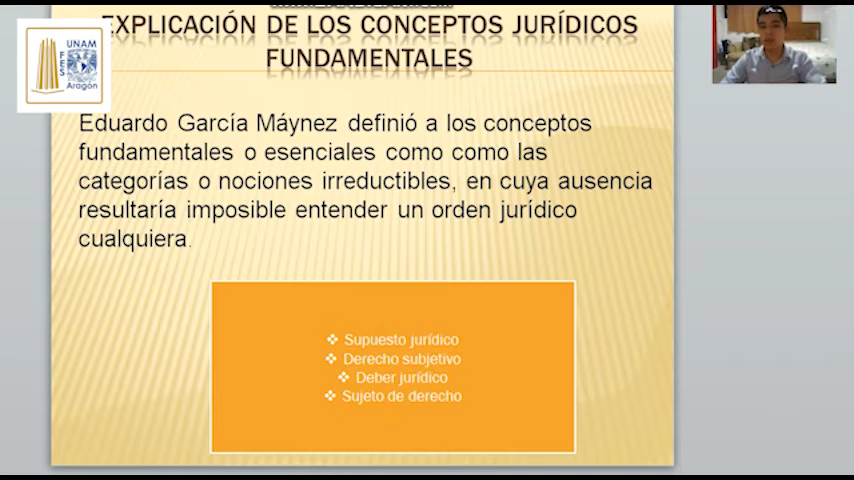 EXPLICACIÓN DE LOS CONCEPTOS JURÍDICOS
FUNDAMENTALES
UNAM
FES
Aragón
Eduardo García Máynez definió a los conceptos
fundamentales o esenciales como como las
categorías o nociones irreductibles, en cuya ausencia
resultaría imposible entender un orden jurídico
cualquiera.
❖ Supuesto jurídico
❖ Derecho subjetivo
❖ Deber jurídico
❖ Sujeto de derecho